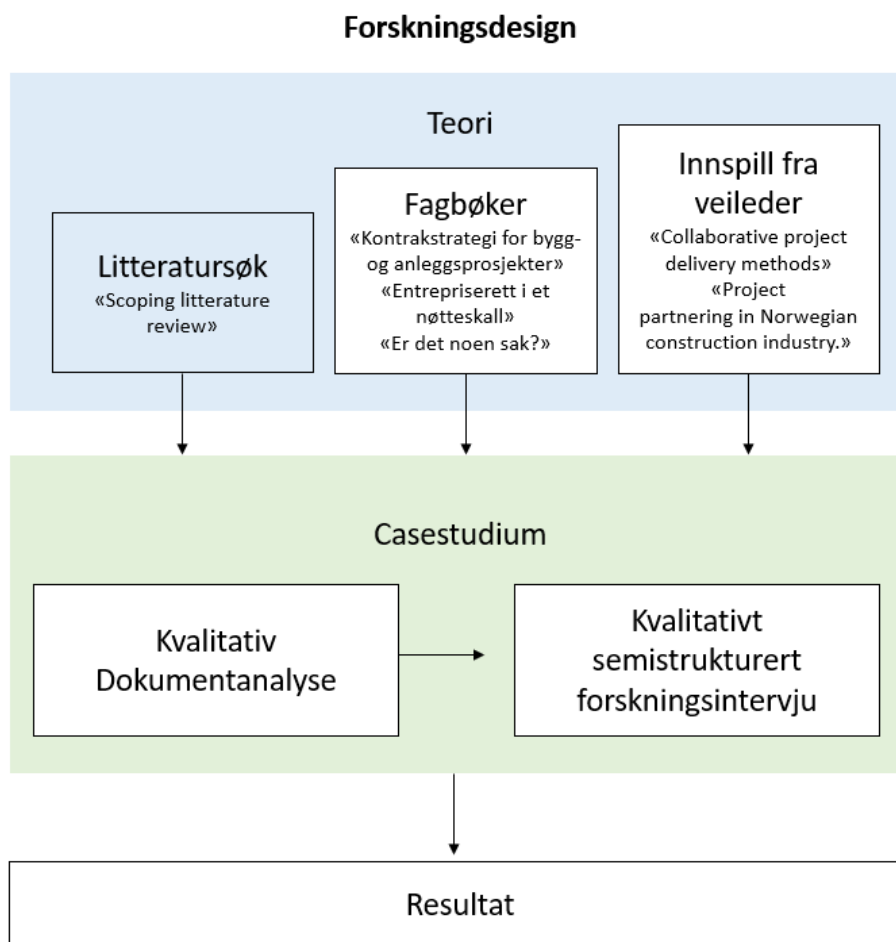 Forskningsdesign
Teori
Litteratursøk
«Scoping litterature
review»
Fagbøker
«Kontrakstrategi for bygg-
og anleggsprosjekter»
«Entrepriserett i et
nøtteskall»
«Er det noen sak?»
Innspill fra
veileder
«Collaborative project
delivery methods»
«Project
partnering in Norwegian
construction industry.»
Casestudium
Kvalitativ
Dokumentanalyse
Kvalitativt
semistrukturert
forskningsintervju
Resultat